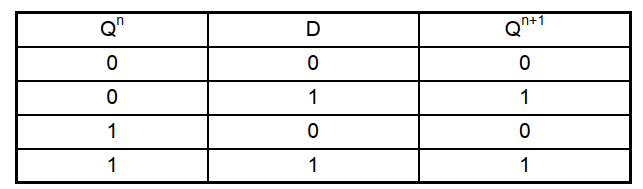 Qⁿ D Qⁿ⁺¹
0 0 0
0 1 1
1 0 0
1 1 1